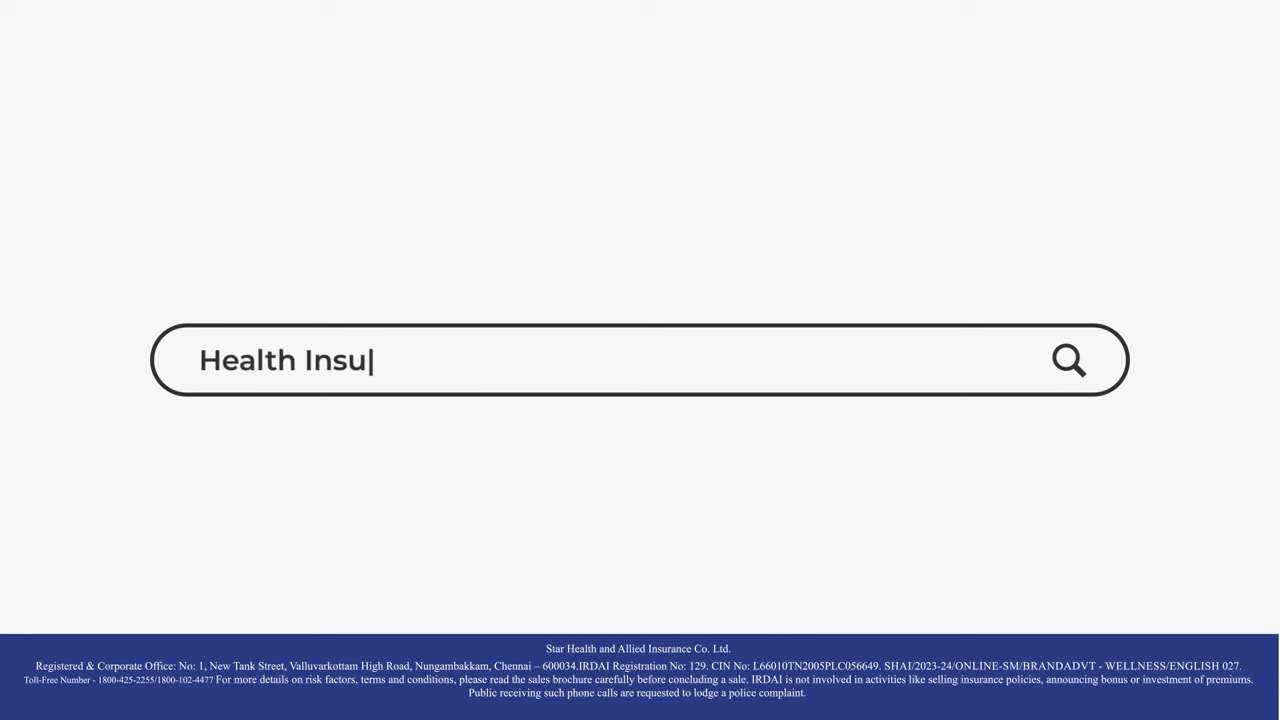 Health Insu|
Star Health and Allied Insurance Co. Ltd.
Registered & Corporate Office: No: 1, New Tank Street, Valluvarkottam High Road, Nungambakkam, Chennai – 600034.IRDAI Registration No: 129. CIN No: L66010TN2005PLC056649. SHAI/2023-24/ONLINE-SM/BRANDADVT - WELLNESS/ENGLISH 027.
Toll-Free Number - 1800-425-2255/1800-102-4477 For more details on risk factors, terms and conditions, please read the sales brochure carefully before concluding a sale. IRDAI is not involved in activities like selling insurance policies, announcing bonus or investment of premiums.
Public receiving such phone calls are requested to lodge a police complaint.